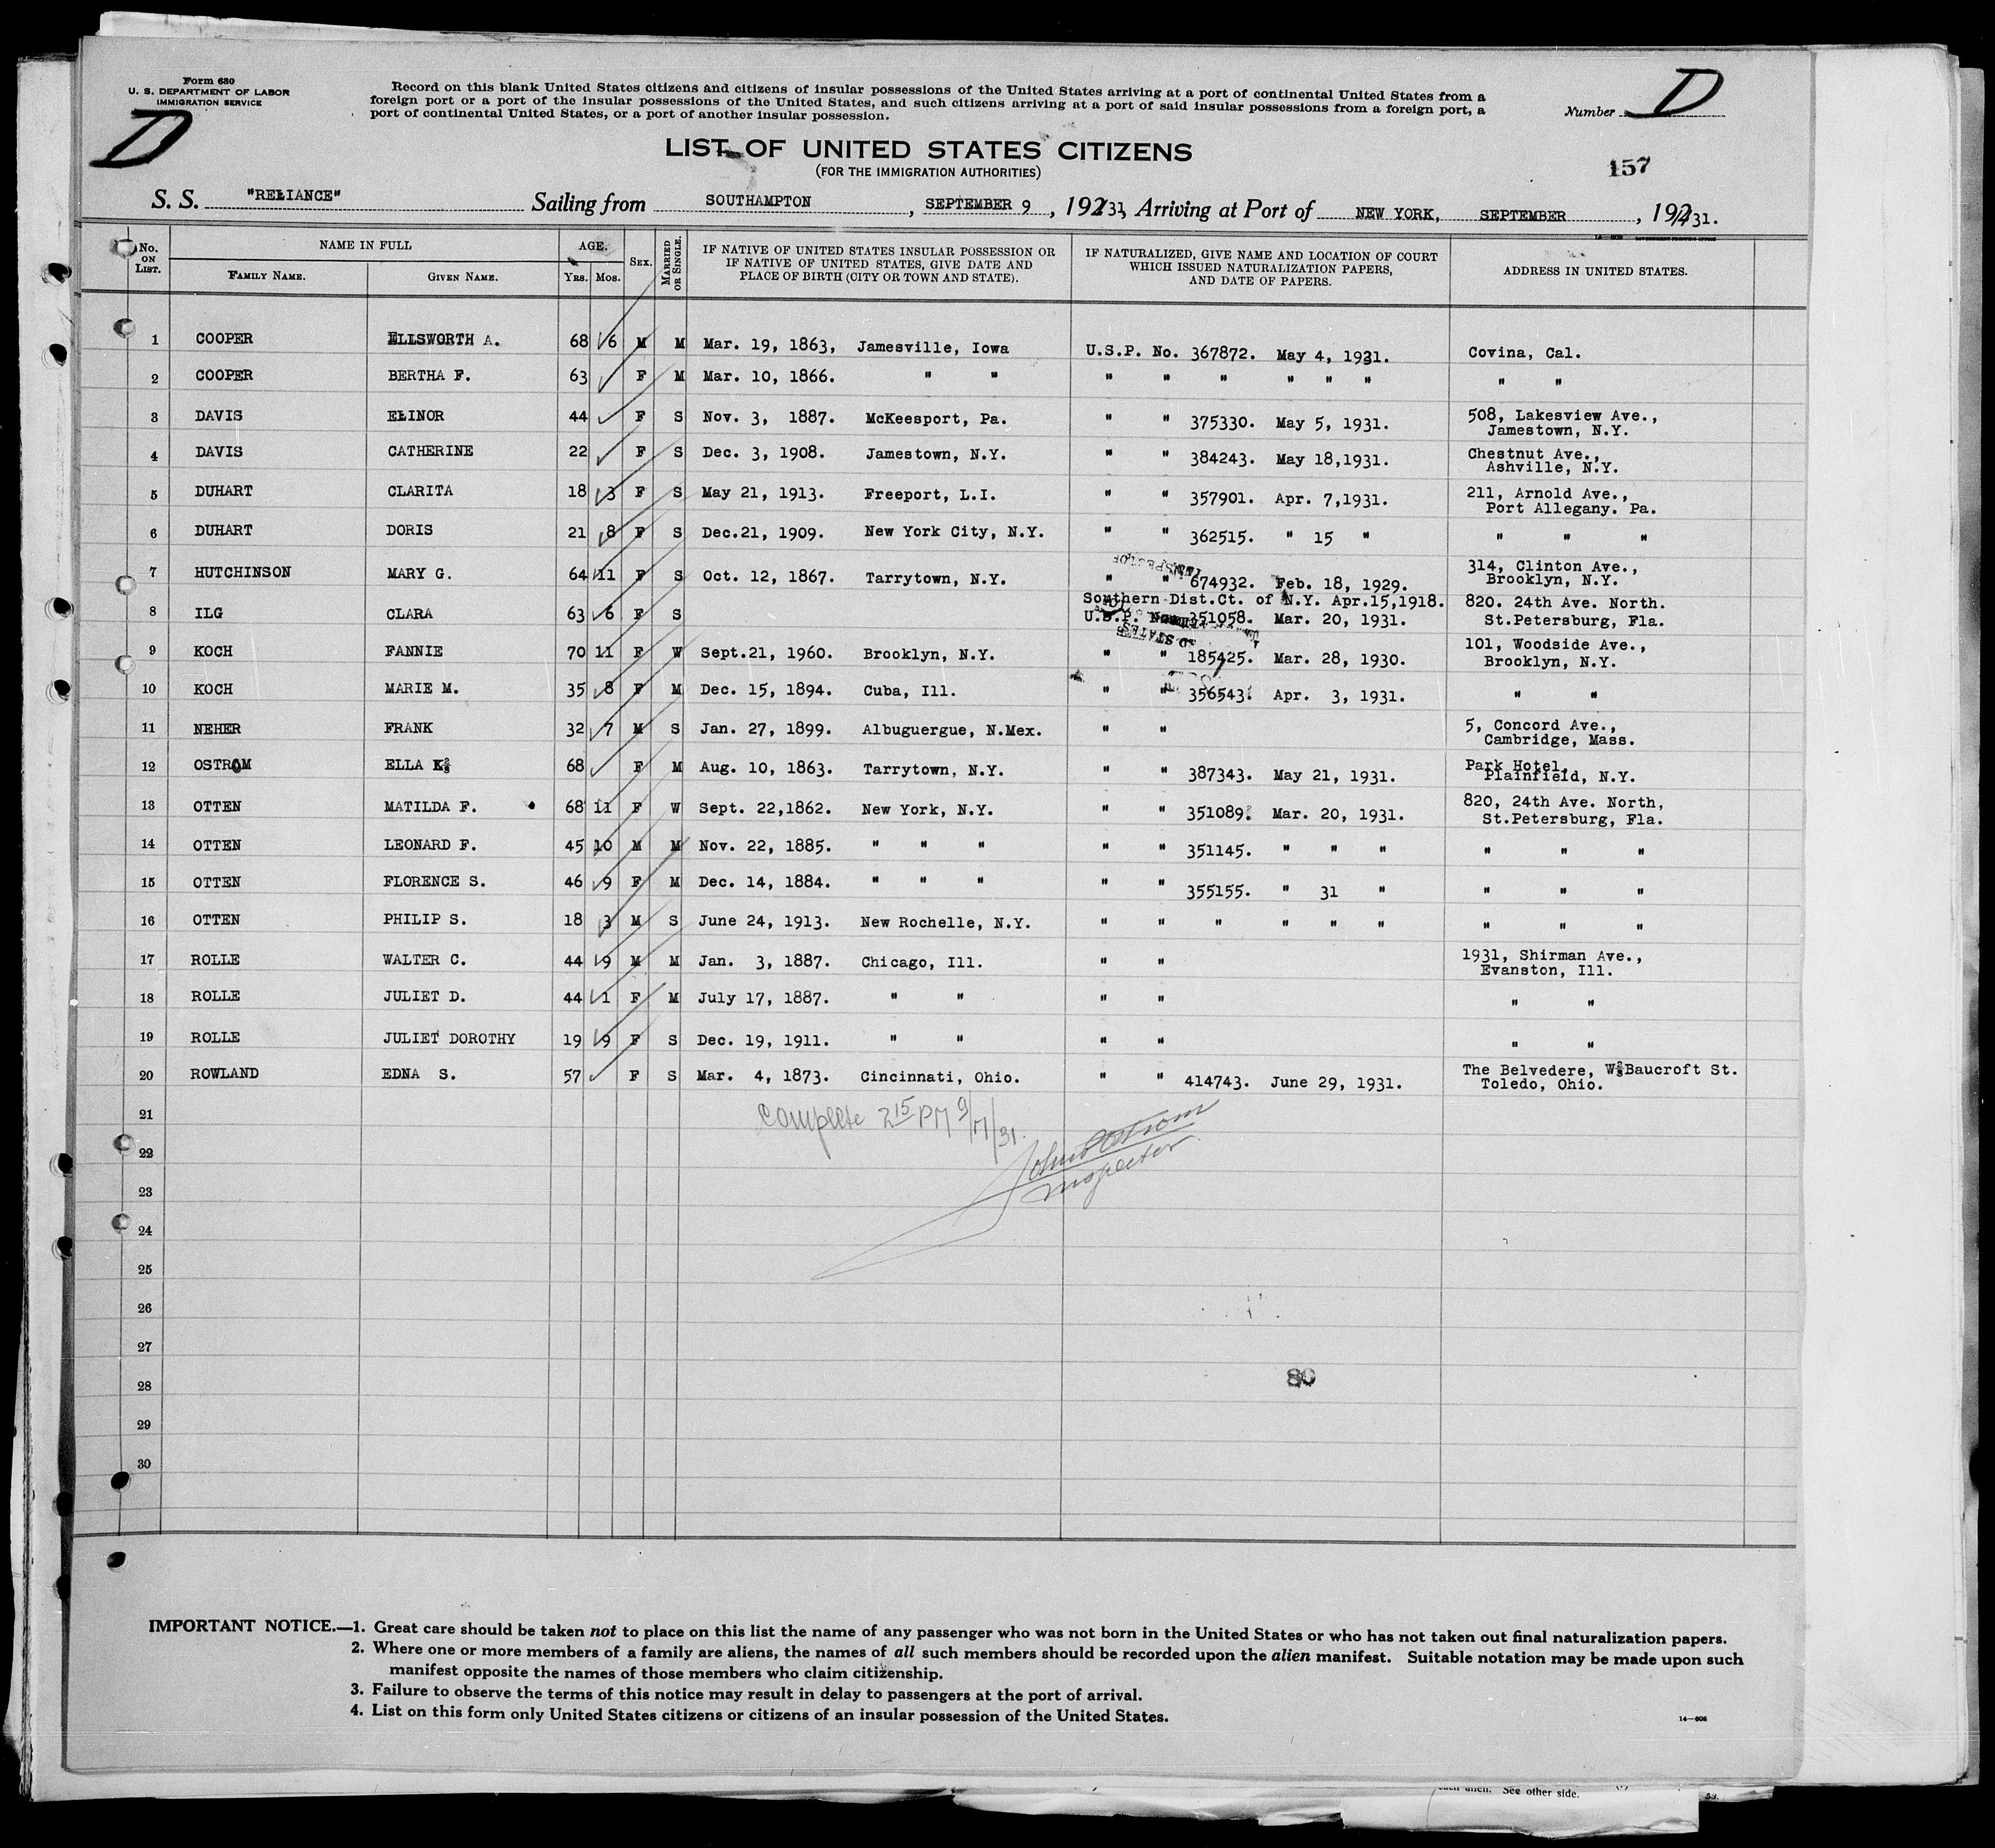 Form 630
U. S. DEPARTMENT OF LABOR
IMMIGRATION SERVICE
D
Record on this blank United States citizens and citizens of insular possessions of the United States arriving at a port of continental United States from a
foreign port or a port of the insular possessions of the United States, and such citizens arriving at a port of said insular possessions from a foreign port, a
port of continental United States, or a port of another insular possession.
Number D
LIST OF UNITED STATES CITIZENS
(FOR THE IMMIGRATION AUTHORITIES)
157
S. S. "RELIANCE" Sailing from SOUTHAMPTON, SEPTEMBER 9, 1931, Arriving at Port of NEW YORK, SEPTEMBER, 1931.
No. ON LIST. NAME IN FULL FAMILY NAME. GIVEN NAME. AGE. YRS. MOS. SEX. MARRIED OR SINGLE. IF NATIVE OF UNITED STATES INSULAR POSSESSION OR IF NATIVE OF UNITED STATES, GIVE DATE AND PLACE OF BIRTH (CITY OR TOWN AND STATE). IF NATURALIZED, GIVE NAME AND LOCATION OF COURT WHICH ISSUED NATURALIZATION PAPERS, AND DATE OF PAPERS. ADDRESS IN UNITED STATES.
1 COOPER ELLSWORTH A. 68 6 M M Mar. 19, 1863, Jamesville, Iowa U.S.P. No. 367872. May 4, 1931. Covina, Cal.
2 COOPER BERTHA F. 63 F M Mar. 10, 1866. " " " " " " " " " "
3 DAVIS ELINOR 44 F S Nov. 3, 1887. McKeesport, Pa. " " 375330. May 5, 1931. 508, Lakesview Ave.,
Jamestown, N.Y.
4 DAVIS CATHERINE 22 F S Dec. 3, 1908. Jamestown, N.Y. " " 384243. May 18,1931. Chestnut Ave.,
Ashville, N.Y.
5 DUHART CLARITA 18 3 F S May 21, 1913. Freeport, L.I. " " 357901. Apr. 7,1931. 211, Arnold Ave.,
Port Allegany. Pa.
6 DUHART DORIS 21 8 F S Dec.21, 1909. New York City, N.Y. " " 362515. " 15 " " " "
7 HUTCHINSON MARY G. 64 11 F S Oct. 12, 1867. Tarrytown, N.Y. " " 674932. Feb. 18, 1929. 314, Clinton Ave.,
Brooklyn, N.Y.
Southern Dist.Ct. of N.Y. Apr.15,1918. 820. 24th Ave. North.
8 ILG CLARA 63 6 F S U.S.P. No. 351058. Mar. 20, 1931. St.Petersburg, Fla.
9 KOCH FANNIE 70 11 F W Sept.21, 1960. Brooklyn, N.Y. " " 185425. Mar. 28, 1930. 101, Woodside Ave.,
Brooklyn, N.Y.
10 KOCH MARIE M. 35 8 F M Dec. 15, 1894. Cuba, Ill. " " 356543. Apr. 3, 1931. " "
11 NEHER FRANK 32 7 M S Jan. 27, 1899. Albuguergue, N.Mex. " " 5, Concord Ave.,
Cambridge, Mass.
12 OSTROM ELLA K. 68 F M Aug. 10, 1863. Tarrytown, N.Y. " " 387343. May 21, 1931. Park Hotel,
Plainfield, N.Y.
13 OTTEN MATILDA F. 68 11 F W Sept. 22,1862. New York, N.Y. " " 351089. Mar. 20, 1931. 820, 24th Ave. North,
St.Petersburg, Fla.
14 OTTEN LEONARD F. 45 10 M M Nov. 22, 1885. " " " " " 351145. " " " " " "
15 OTTEN FLORENCE S. 46 9 F M Dec. 14, 1884. " " " " " 355155. " 31 " " " "
16 OTTEN PHILIP S. 18 3 M S June 24, 1913. New Rochelle, N.Y. " " " " " " " " "
17 ROLLE WALTER C. 44 9 M M Jan. 3, 1887. Chicago, Ill. " " 1931, Shirman Ave.,
Evanston, Ill.
18 ROLLE JULIET D. 44 1 F M July 17, 1887. " " " " " "
19 ROLLE JULIET DOROTHY 19 9 F S Dec. 19, 1911. " " " " " "
20 ROWLAND EDNA S. 57 F S Mar. 4, 1873. Cincinnati, Ohio. " " 414743. June 29, 1931. The Belvedere, W. Baucroft St.
Toledo, Ohio.
21
Complete 2 15 PM 9/17/31.
22
Inspector
23
24
25
26
27
28
80
29
30
IMPORTANT NOTICE.—1. Great care should be taken not to place on this list the name of any passenger who was not born in the United States or who has not taken out final naturalization papers.
2. Where one or more members of a family are aliens, the names of all such members should be recorded upon the alien manifest. Suitable notation may be made upon such
manifest opposite the names of those members who claim citizenship.
3. Failure to observe the terms of this notice may result in delay to passengers at the port of arrival.
4. List on this form only United States citizens or citizens of an insular possession of the United States.
14—608
See other side.
53.